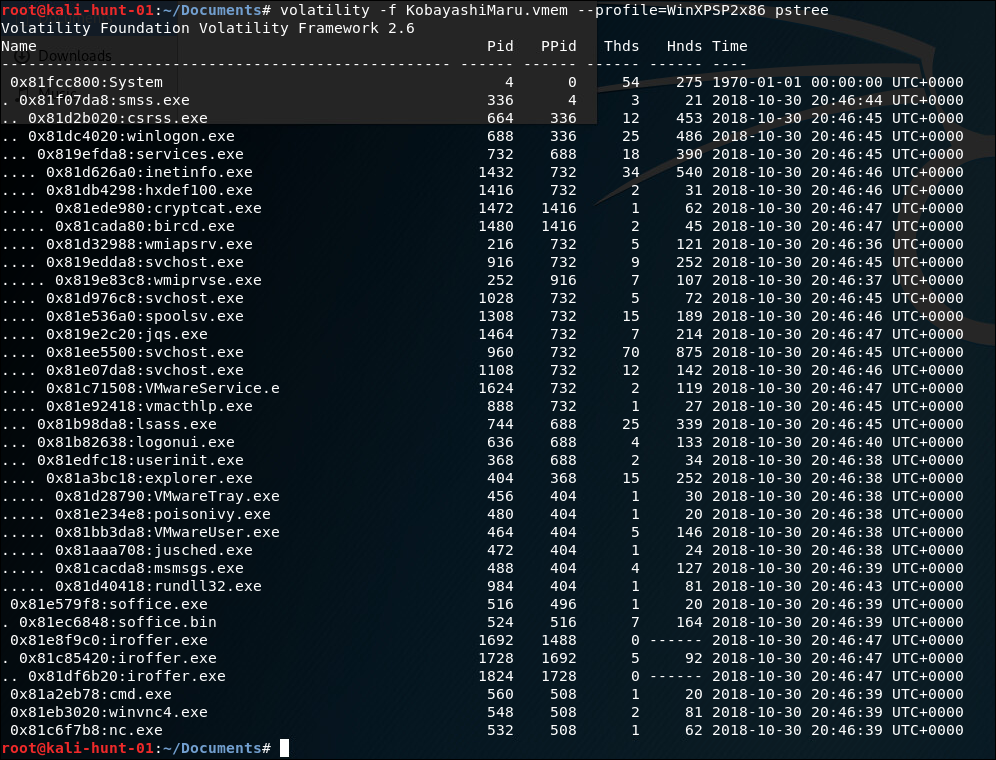 root@kali-hunt-01:~/Documents# volatility -f KobayashiMaru.vmem --profile=WinXPSP2x86 pstree
Volatility Foundation Volatility Framework 2.6
Name                                                  Pid   PPid   Thds   Hnds Time
Downloads
-------------------------------------------------- ------ ------ ------ ------ ----
 0x81fcc800:System                                      4      0     54    275 1970-01-01 00:00:00 UTC+0000
. 0x81f07da8:smss.exe                                 336      4      3     21 2018-10-30 20:46:44 UTC+0000
.. 0x81d2b020:csrss.exe                               664    336     12    453 2018-10-30 20:46:45 UTC+0000
.. 0x81dc4020:winlogon.exe                            688    336     25    486 2018-10-30 20:46:45 UTC+0000
... 0x819efda8:services.exe                           732    688     18    390 2018-10-30 20:46:45 UTC+0000
.... 0x81d626a0:inetinfo.exe                         1432    732     34    540 2018-10-30 20:46:46 UTC+0000
.... 0x81db4298:hxdef100.exe                         1416    732      2     31 2018-10-30 20:46:46 UTC+0000
..... 0x81ede980:cryptcat.exe                        1472   1416      1     62 2018-10-30 20:46:47 UTC+0000
..... 0x81cada80:bircd.exe                           1480   1416      2     45 2018-10-30 20:46:47 UTC+0000
.... 0x81d32988:wmiapsrv.exe                          216    732      5    121 2018-10-30 20:46:36 UTC+0000
.... 0x819edda8:svchost.exe                           916    732      9    252 2018-10-30 20:46:45 UTC+0000
..... 0x819e83c8:wmiprvse.exe                         252    916      7    107 2018-10-30 20:46:37 UTC+0000
.... 0x81d976c8:svchost.exe                          1028    732      5     72 2018-10-30 20:46:45 UTC+0000
.... 0x81e536a0:spoolsv.exe                          1308    732     15    189 2018-10-30 20:46:46 UTC+0000
.... 0x819e2c20:jqs.exe                              1464    732      7    214 2018-10-30 20:46:47 UTC+0000
.... 0x81ee5500:svchost.exe                           960    732     70    875 2018-10-30 20:46:45 UTC+0000
.... 0x81e07da8:svchost.exe                          1108    732     12    142 2018-10-30 20:46:46 UTC+0000
.... 0x81c71508:VMwareService.e                      1624    732      2    119 2018-10-30 20:46:47 UTC+0000
.... 0x81e92418:vmacthlp.exe                          888    732      1     27 2018-10-30 20:46:45 UTC+0000
... 0x81b98da8:lsass.exe                              744    688     25    339 2018-10-30 20:46:45 UTC+0000
... 0x81b82638:logonui.exe                            636    688      4    133 2018-10-30 20:46:40 UTC+0000
... 0x81edfc18:userinit.exe                           368    688      2     34 2018-10-30 20:46:38 UTC+0000
.... 0x81a3bc18:explorer.exe                          404    368     15    252 2018-10-30 20:46:38 UTC+0000
..... 0x81d28790:VMwareTray.exe                       456    404      1     30 2018-10-30 20:46:38 UTC+0000
..... 0x81e234e8:poisonivy.exe                        480    404      1     20 2018-10-30 20:46:38 UTC+0000
..... 0x81bb3da8:VMwareUser.exe                       464    404      5    146 2018-10-30 20:46:38 UTC+0000
..... 0x81aaa708:jusched.exe                          472    404      1     24 2018-10-30 20:46:38 UTC+0000
..... 0x81cacda8:msmsgs.exe                           488    404      4    127 2018-10-30 20:46:39 UTC+0000
..... 0x81d40418:rundll32.exe                         984    404      1     81 2018-10-30 20:46:43 UTC+0000
 0x81e579f8:soffice.exe                               516    496      1     20 2018-10-30 20:46:39 UTC+0000
. 0x81ec6848:soffice.bin                              524    516      7    164 2018-10-30 20:46:39 UTC+0000
 0x81e8f9c0:iroffer.exe                              1692   1488      0 ------ 2018-10-30 20:46:47 UTC+0000
. 0x81c85420:iroffer.exe                             1728   1692      5     92 2018-10-30 20:46:47 UTC+0000
.. 0x81df6b20:iroffer.exe                            1824   1728      0 ------ 2018-10-30 20:46:47 UTC+0000
 0x81a2eb78:cmd.exe                                   560    508      1     20 2018-10-30 20:46:39 UTC+0000
 0x81eb3020:winvnc4.exe                               548    508      2     81 2018-10-30 20:46:39 UTC+0000
 0x81c6f7b8:nc.exe                                    532    508      1     62 2018-10-30 20:46:39 UTC+0000
root@kali-hunt-01:~/Documents#